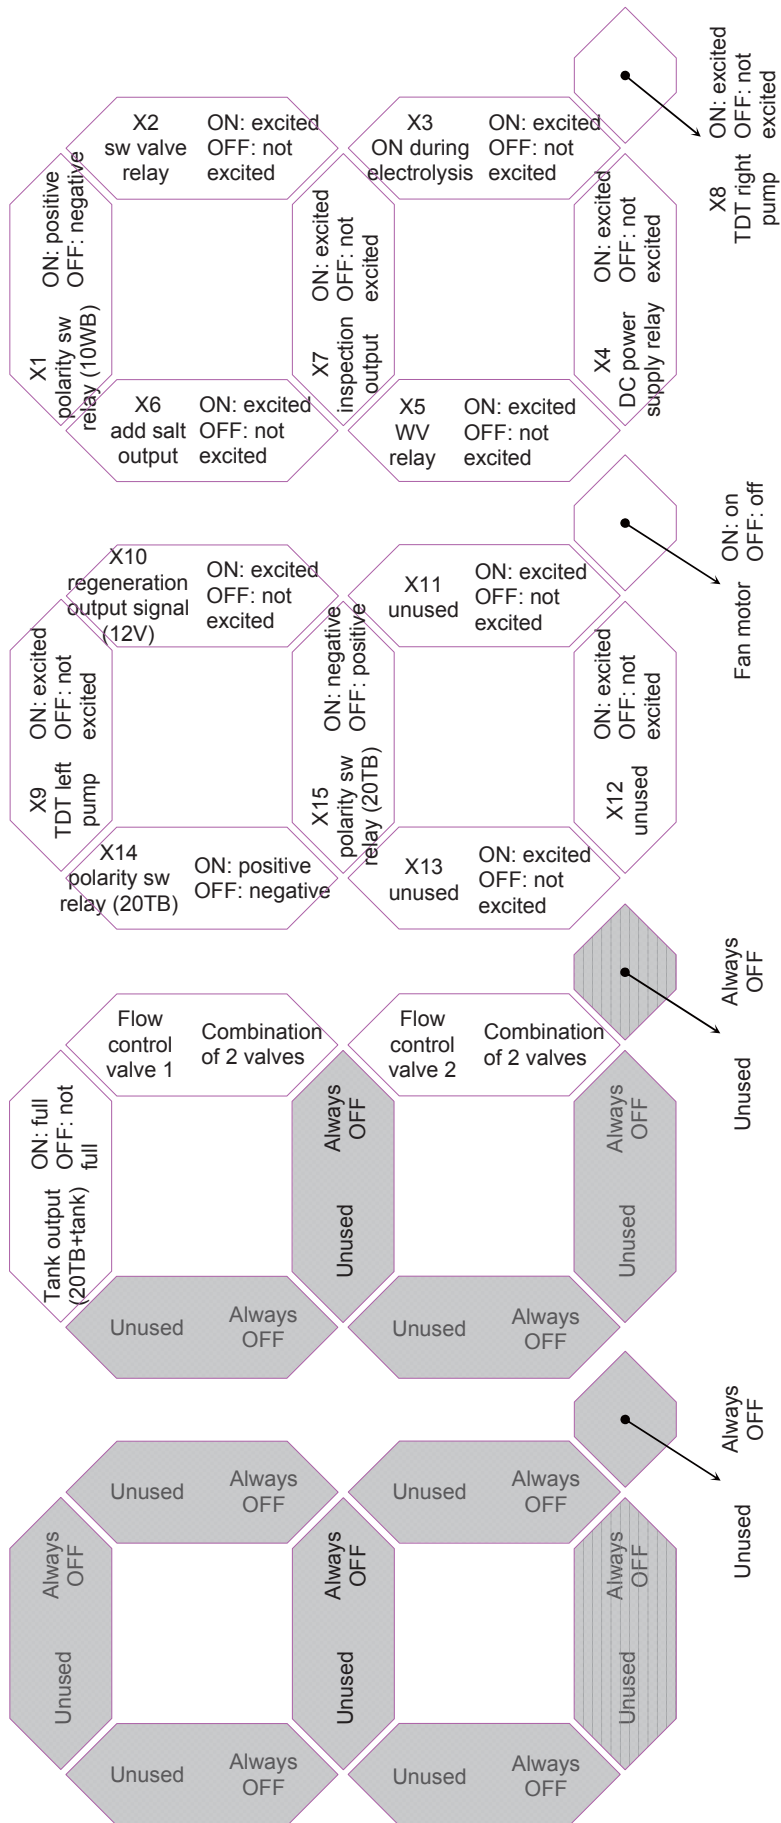 X2
sw valve
relay
ON: excited
OFF: not
excited
X3
ON during
electrolysis
ON: excited
OFF: not
excited
ON: excited
OFF: not
excited
X8
TDT right
pump
X1
polarity sw
relay (10WB)
ON: positive
OFF: negative
X7
inspection
output
ON: excited
OFF: not
excited
X4
DC power
supply relay
ON: excited
OFF: not
excited
X6
add salt
output
ON: excited
OFF: not
excited
X5
WV
relay
ON: excited
OFF: not
excited
X10
regeneration
output signal
(12V)
ON: excited
OFF: not
excited
X11
unused
ON: excited
OFF: not
excited
Fan motor
ON: on
OFF: off
X9
TDT left
pump
ON: excited
OFF: not
excited
X15
polarity sw
relay (20TB)
ON: negative
OFF: positive
X12
unused
ON: excited
OFF: not
excited
X14
polarity sw
relay (20TB)
ON: positive
OFF: negative
X13
unused
ON: excited
OFF: not
excited
Flow
control
valve 1
Combination
of 2 valves
Flow
control
valve 2
Combination
of 2 valves
Unused
Always
OFF
Tank output
(20TB+tank)
ON: full
OFF: not
full
Unused
Always
OFF
Unused
Always
OFF
Unused
Always
OFF
Unused
Always
OFF
Unused
Always
OFF
Unused
Always
OFF
Unused
Always
OFF
Unused
Always
OFF
Unused
Always
OFF
Unused
Always
OFF
Unused
Always
OFF
Unused
Always
OFF